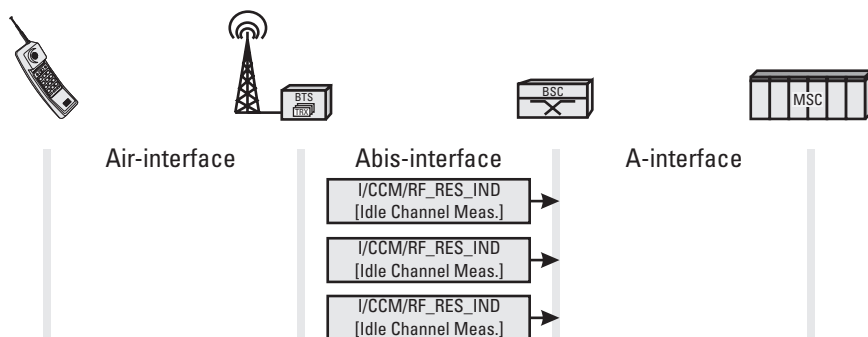 BTS
TRX
BSC
MSC
Air-interface
Abis-interface
A-interface
I/CCM/RF_RES_IND
[Idle Channel Meas.]
I/CCM/RF_RES_IND
[Idle Channel Meas.]
I/CCM/RF_RES_IND
[Idle Channel Meas.]